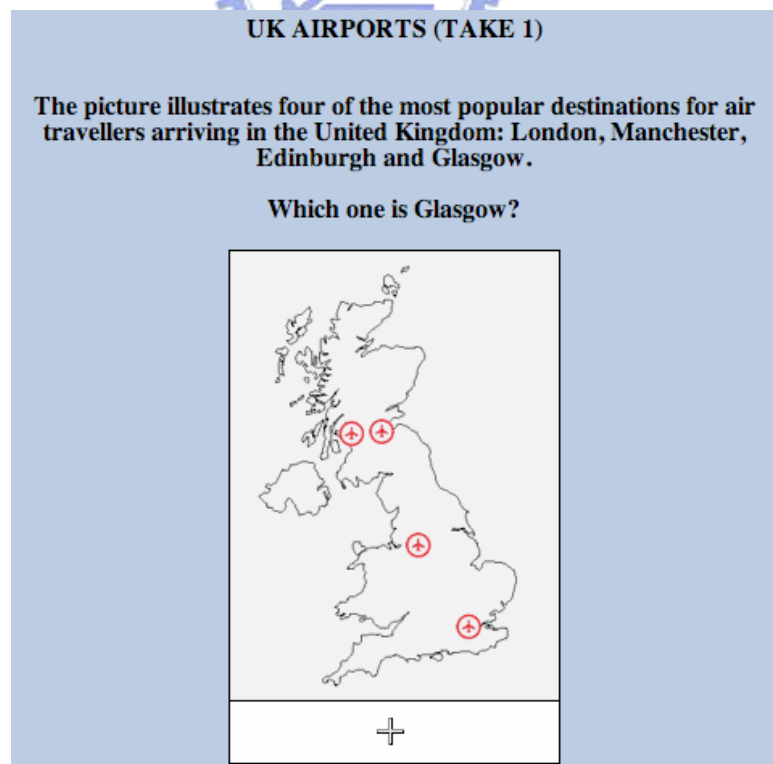 UK AIRPORTS (TAKE 1)
The picture illustrates four of the most popular destinations for air
travellers arriving in the United Kingdom: London, Manchester,
Edinburgh and Glasgow.
Which one is Glasgow?